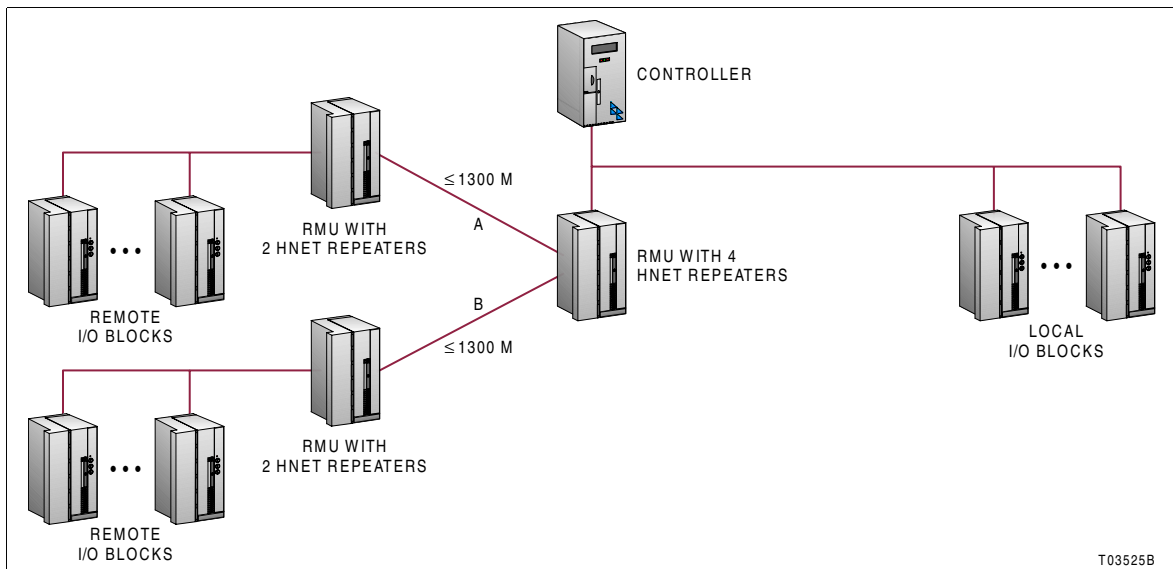 CONTROLLER
≤1300 M
A
RMU WITH
2 HNET REPEATERS
RMU WITH 4
HNET REPEATERS
REMOTE
I/O BLOCKS
B
≤1300 M
LOCAL
I/O BLOCKS
RMU WITH
2 HNET REPEATERS
REMOTE
I/O BLOCKS
T03525B